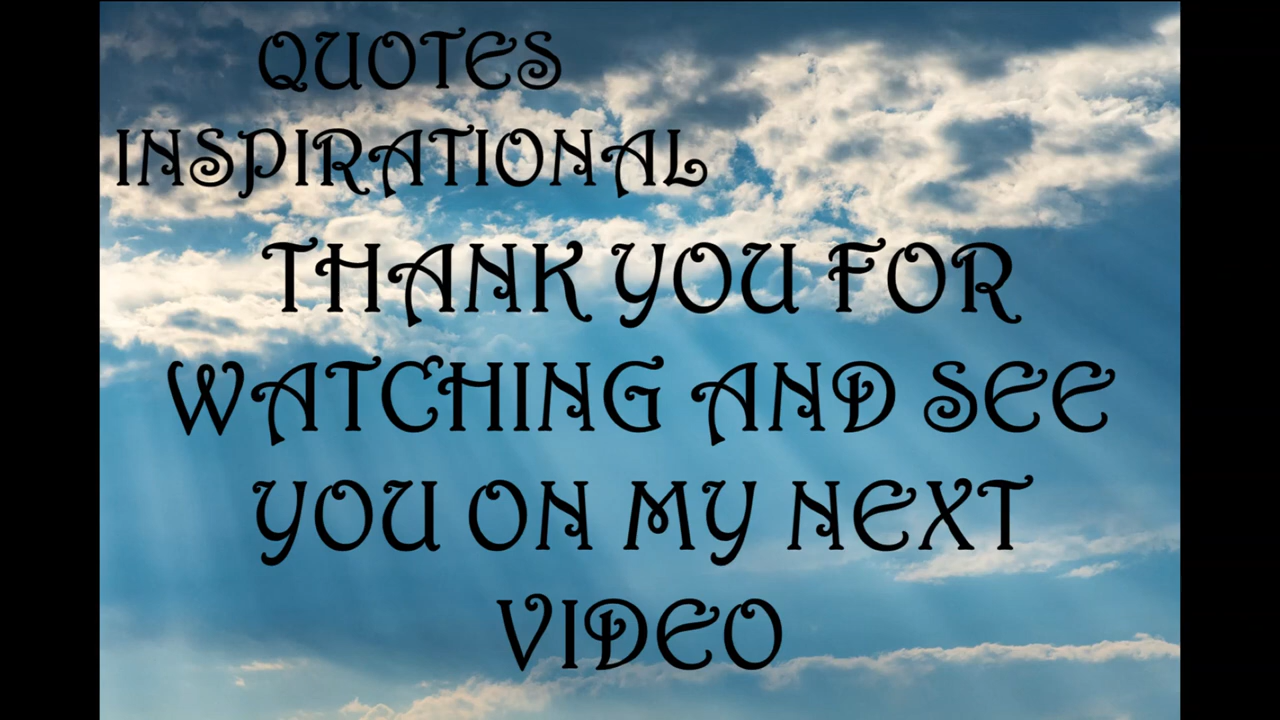 QUOTES
INSPIRATIONAL
THANK YOU FOR
WATCHING AND SEE
YOU ON MY NEXT
VIDEO